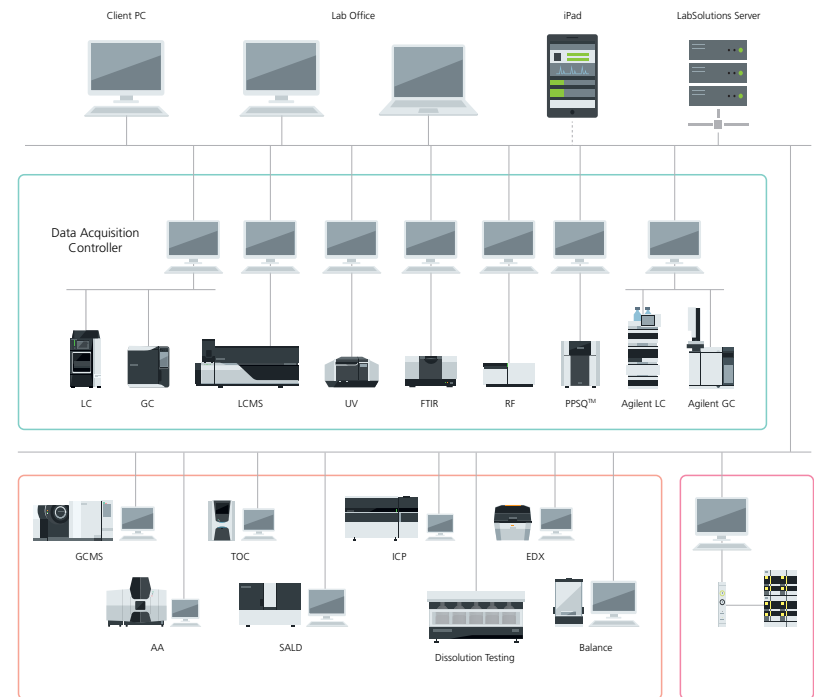 Client PC
Lab Office
iPad
LabSolutions Server
Data Acquisition
Controller
LC
GC
LCMS
UV
FTIR
RF
PPSQ™
Agilent LC
Agilent GC
GCMS
TOC
ICP
EDX
AA
SALD
Dissolution Testing
Balance